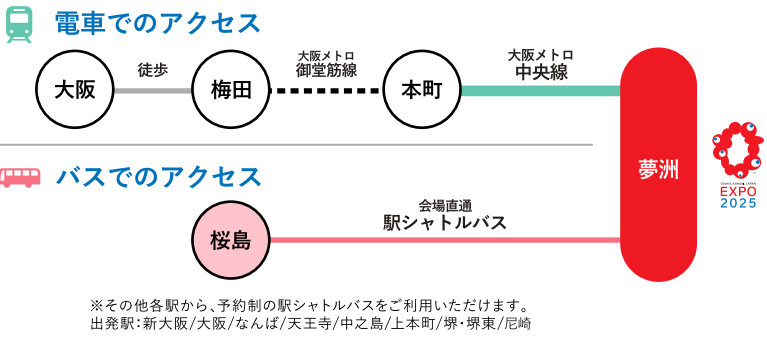 電車でのアクセス
大阪
徒歩
梅田
大阪メトロ
御堂筋線
本町
大阪メトロ
中央線
夢洲
バスでのアクセス
桜島
会場直通
駅シャトルバス
OSAKA, KANSAI, JAPAN
EXPO
2025
※その他各駅から、予約制の駅シャトルバスをご利用いただけます。
出発駅：新大阪/大阪/なんば/天王寺/中之島/上本町/堺・堺東/尼崎